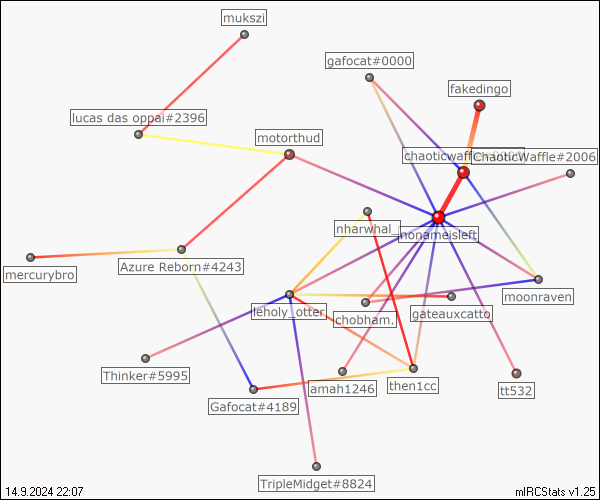 mukszi
gafocat#0000
fakedingo
lucas das oppai#2396
motorthud
ChaoticWaffle#2006
nharwhal_
nonameisleft
mercurybro
Azure Reborn#4243
moonraven
leholy_otter
chobham.
gateauxcatto
Thinker#5995
amah1246
then1cc
tt532
Gafocat#4189
TripleMidget#8824
14.9.2024 22:07
mIRCStats v1.25